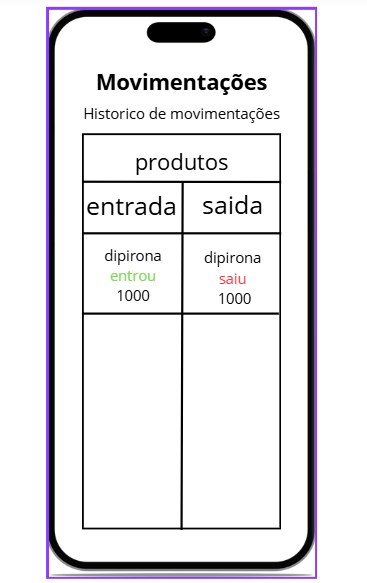 Movimentações
Historico de movimentações
produtos
entrada
saida
dipirona
entrou
1000
dipirona
saiu
1000